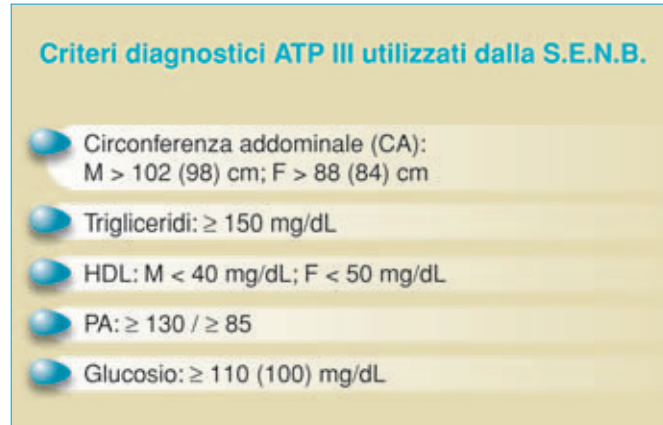 Criteri diagnostici ATP III utilizzati dalla S.E.N.B.
Circonferenza addominale (CA):
M > 102 (98) cm; F > 88 (84) cm
Trigliceridi: ≥ 150 mg/dL
HDL: M < 40 mg/dL; F < 50 mg/dL
PA: ≥ 130 / ≥ 85
Glucosio: ≥ 110 (100) mg/dL